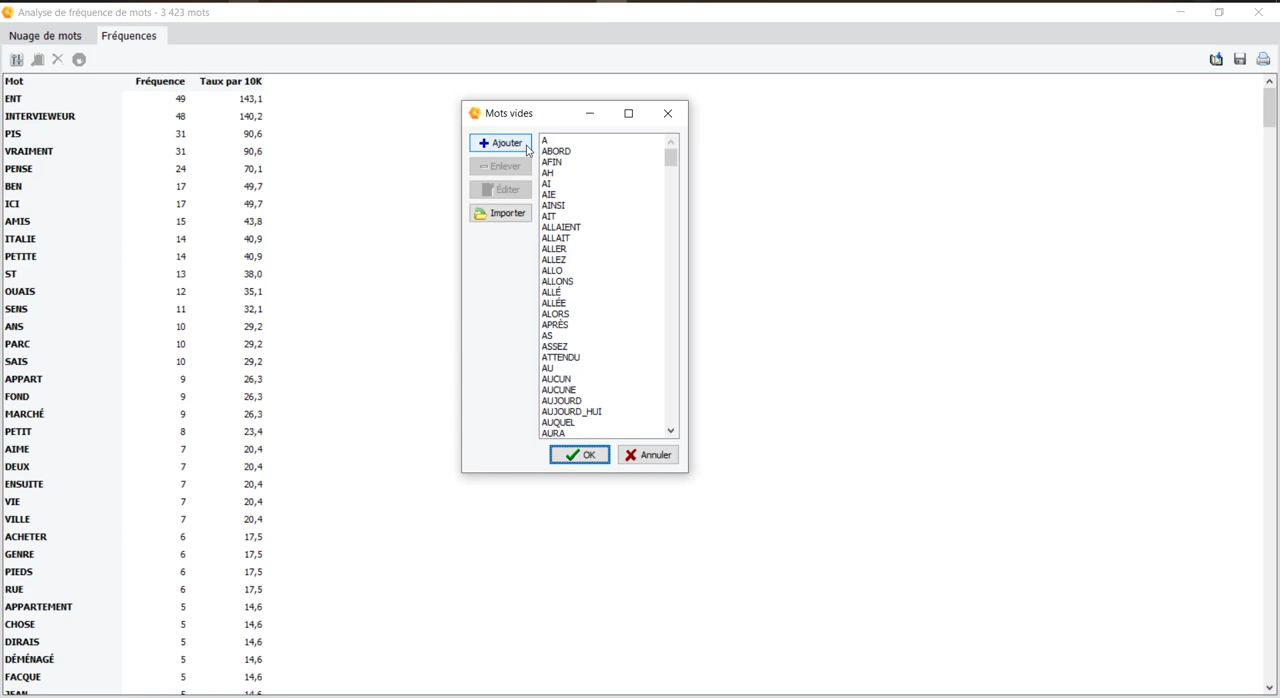 Analyse de fréquence de mots - 3 423 mots
Nuage de mots Fréquences
Mot Fréquence Taux par 10K
ENT 49 143,1
INTERVIEWEUR 48 140,2
PIS 31 90,6
VRAIMENT 31 90,6
PENSE 24 70,1
BEN 17 49,7
ICI 17 49,7
AMIS 15 43,8
ITALIE 14 40,9
PETITE 14 40,9
ST 13 38,0
OUAIS 12 35,1
SENS 11 32,1
ANS 10 29,2
PARC 10 29,2
SAIS 10 29,2
APPART 9 26,3
FOND 9 26,3
MARCHÉ 9 26,3
PETIT 8 23,4
AIME 7 20,4
DEUX 7 20,4
ENSUITE 7 20,4
VIE 7 20,4
VILLE 7 20,4
ACHETER 6 17,5
GENRE 6 17,5
PIEDS 6 17,5
RUE 6 17,5
APPARTEMENT 5 14,6
CHOSE 5 14,6
DIRAIS 5 14,6
DÉMÉNAGÉ 5 14,6
FACQUE 5 14,6
JEAN 5 14,6
Mots vides
Ajouter
Enlever
Éditer
Importer
A
ABORD
AFIN
AH
AI
AIE
AINSI
AIT
ALLAIENT
ALLAIT
ALLER
ALLEZ
ALLO
ALLONS
ALLÉ
ALLÉE
ALORS
APRÈS
AS
ASSEZ
ATTENDU
AU
AUCUN
AUCUNE
AUJOURD
AUJOURD_HUI
AUQUEL
AURA
OK Annuler